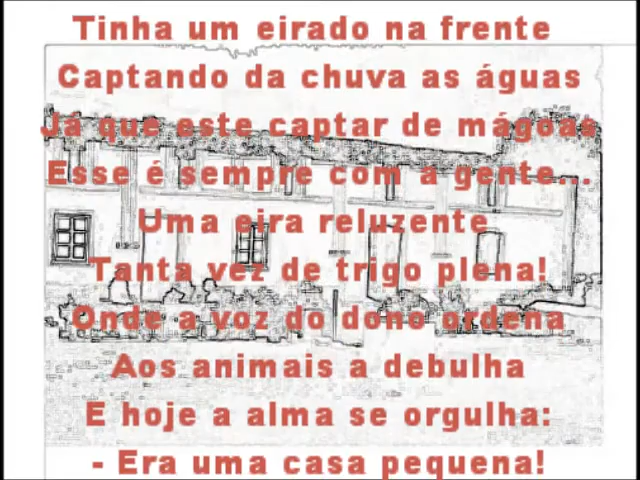 Tinha um eirado na frente
Captando da chuva as águas
Já que este captar de mágoas
Esse é sempre com a gente...
Uma eira reluzente
Tanta vez de trigo plena!
Onde a voz do dono ordena
Aos animais a debulha
E hoje a alma se orgulha:
- Era uma casa pequena!